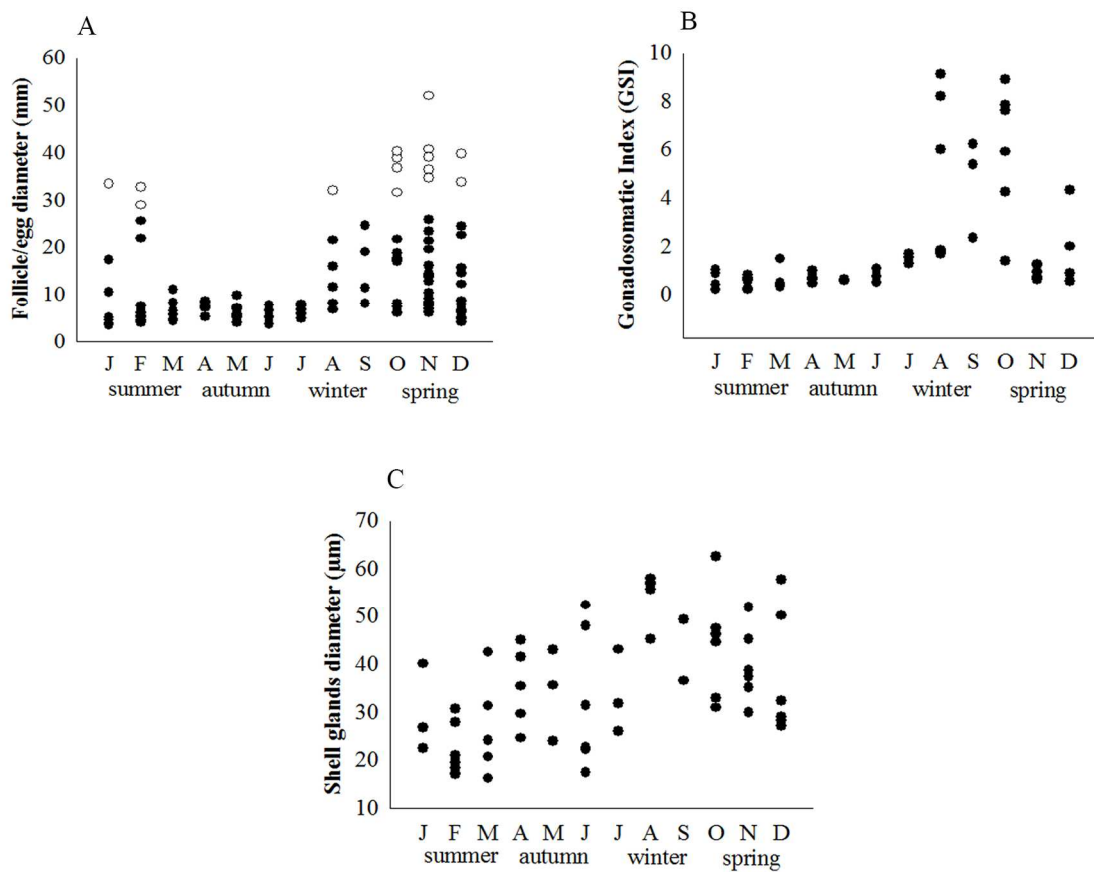 A
Follicle/egg diameter (mm)
60
50
40
30
20
10
0
J F M A M J J A S O N D
summer autumn winter spring
B
Gonadosomatic Index (GSI)
10
8
6
4
2
0
J F M A M J J A S O N D
summer autumn winter spring
C
Shell glands diameter (µm)
70
60
50
40
30
20
10
J F M A M J J A S O N D
summer autumn winter spring